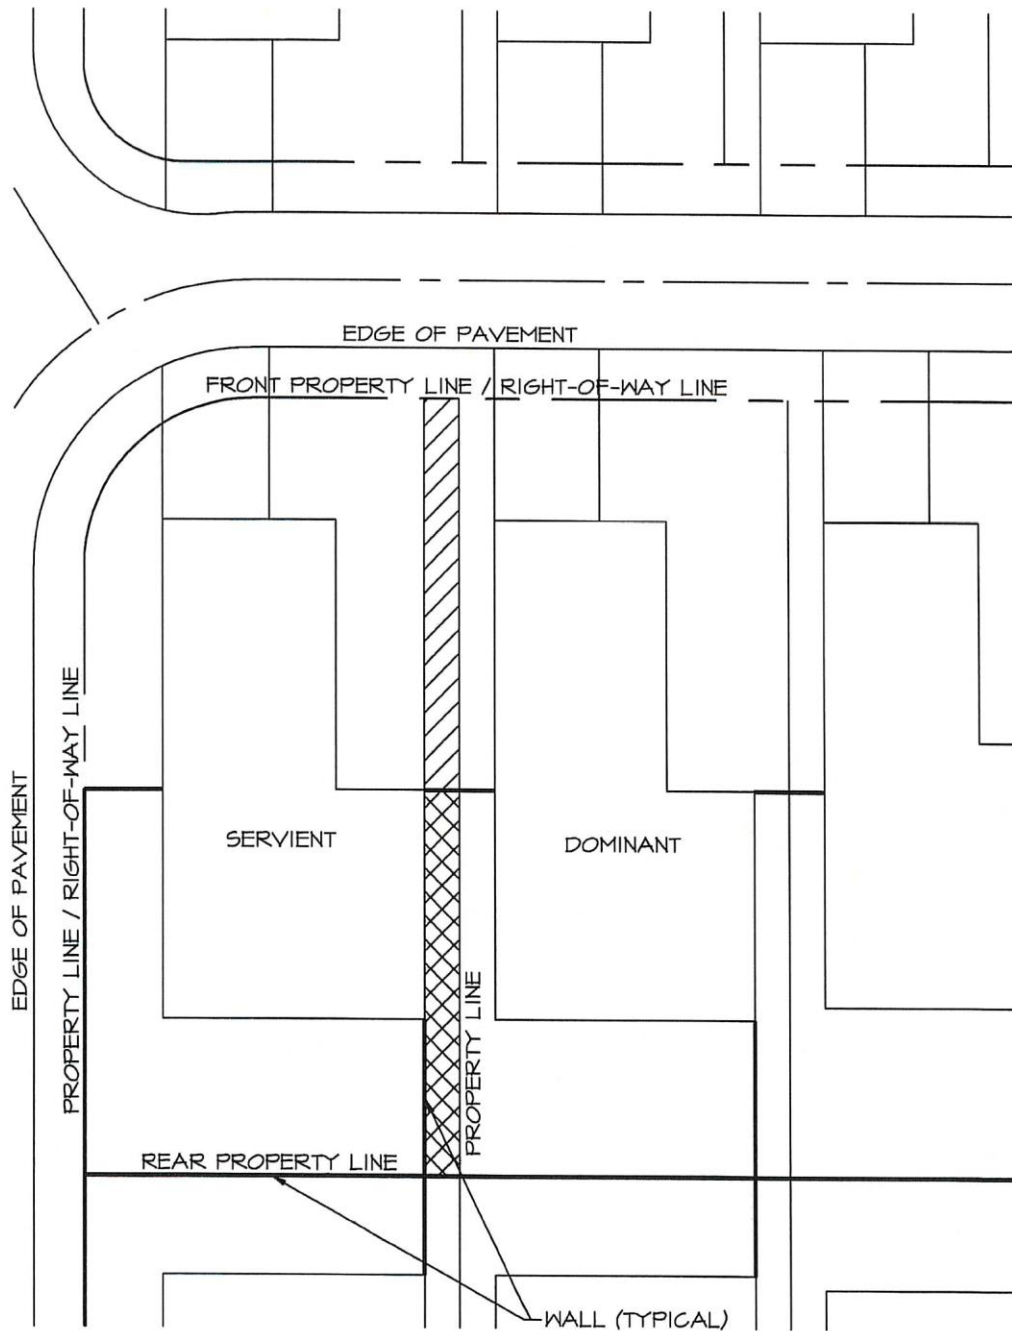 EDGE OF PAVEMENT
FRONT PROPERTY LINE / RIGHT-OF-WAY LINE
PROPERTY LINE / RIGHT-OF-WAY LINE
EDGE OF PAVEMENT
SERVIENT
DOMINANT
PROPERTY LINE
REAR PROPERTY LINE
WALL (TYPICAL)